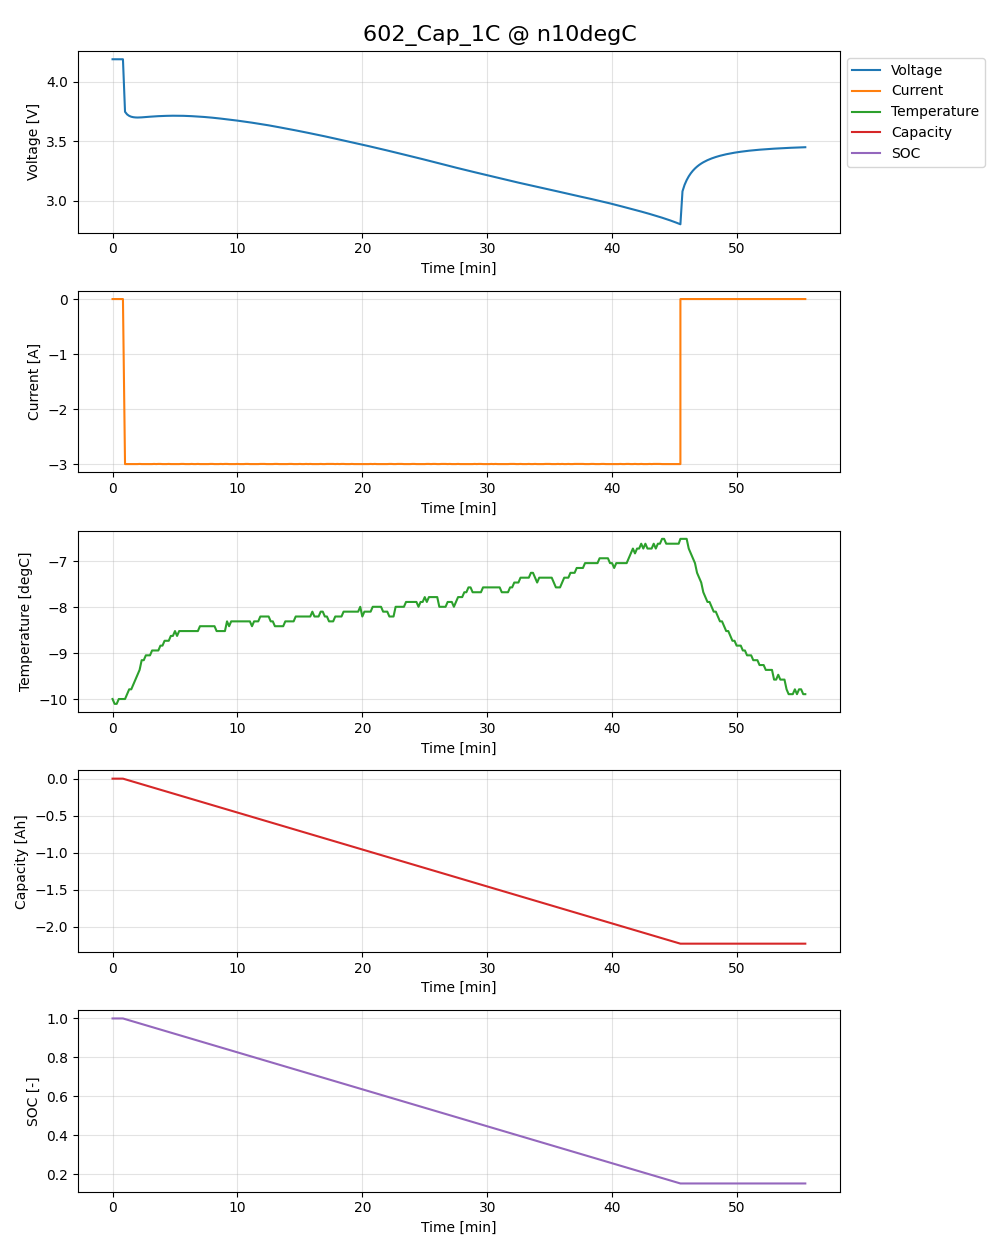 602_Cap_1C @ n10degC
Voltage [V]
4.0
3.5
3.0
0 10 20 30 40 50
Time [min]
Voltage
Current
Temperature
Capacity
SOC
Current [A]
0
−1
−2
−3
0 10 20 30 40 50
Time [min]
Temperature [degC]
−7
−8
−9
−10
0 10 20 30 40 50
Time [min]
Capacity [Ah]
0.0
−0.5
−1.0
−1.5
−2.0
0 10 20 30 40 50
Time [min]
SOC [-]
1.0
0.8
0.6
0.4
0.2
0 10 20 30 40 50
Time [min]